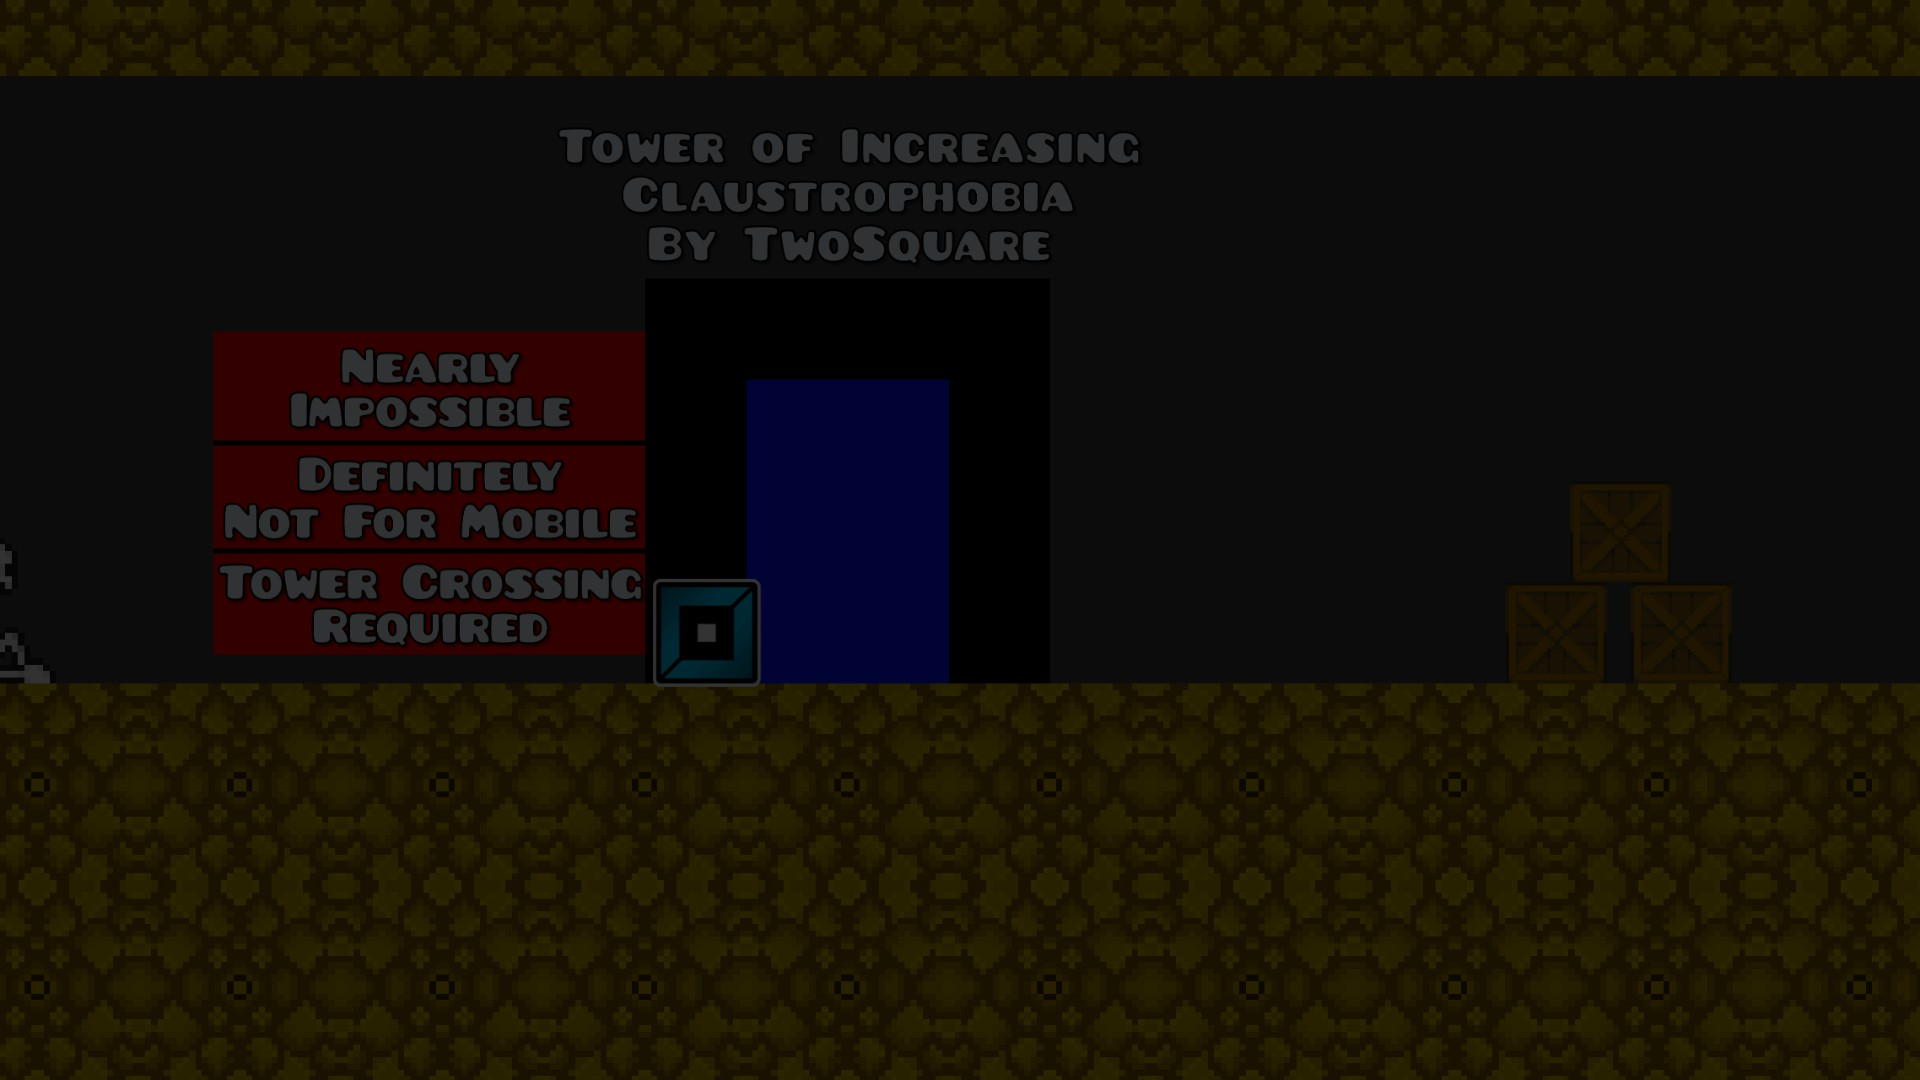 Tower of Increasing
Claustrophobia
By TwoSquare
Nearly
Impossible
Definitely
Not For Mobile
Tower Crossing
Required